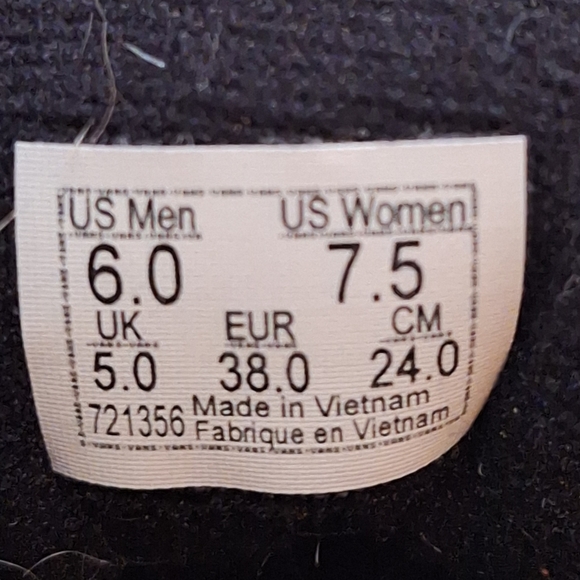 US Men US Women
6.0 7.5
UK EUR CM
5.0 38.0 24.0
721356 Made in Vietnam
Fabrique en Vietnam